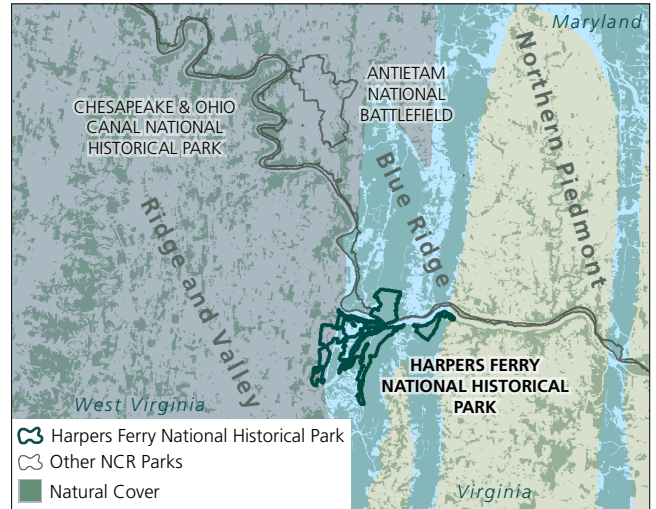 Maryland
Northern Piedmont
ANTIETAM
NATIONAL
BATTLEFIELD
CHESAPEAKE & OHIO
CANAL NATIONAL
HISTORICAL PARK
Blue Ridge
Ridge and Valley
HARPERS FERRY
NATIONAL HISTORICAL
PARK
West Virginia
Harpers Ferry National Historical Park
Other NCR Parks
Natural Cover
Virginia